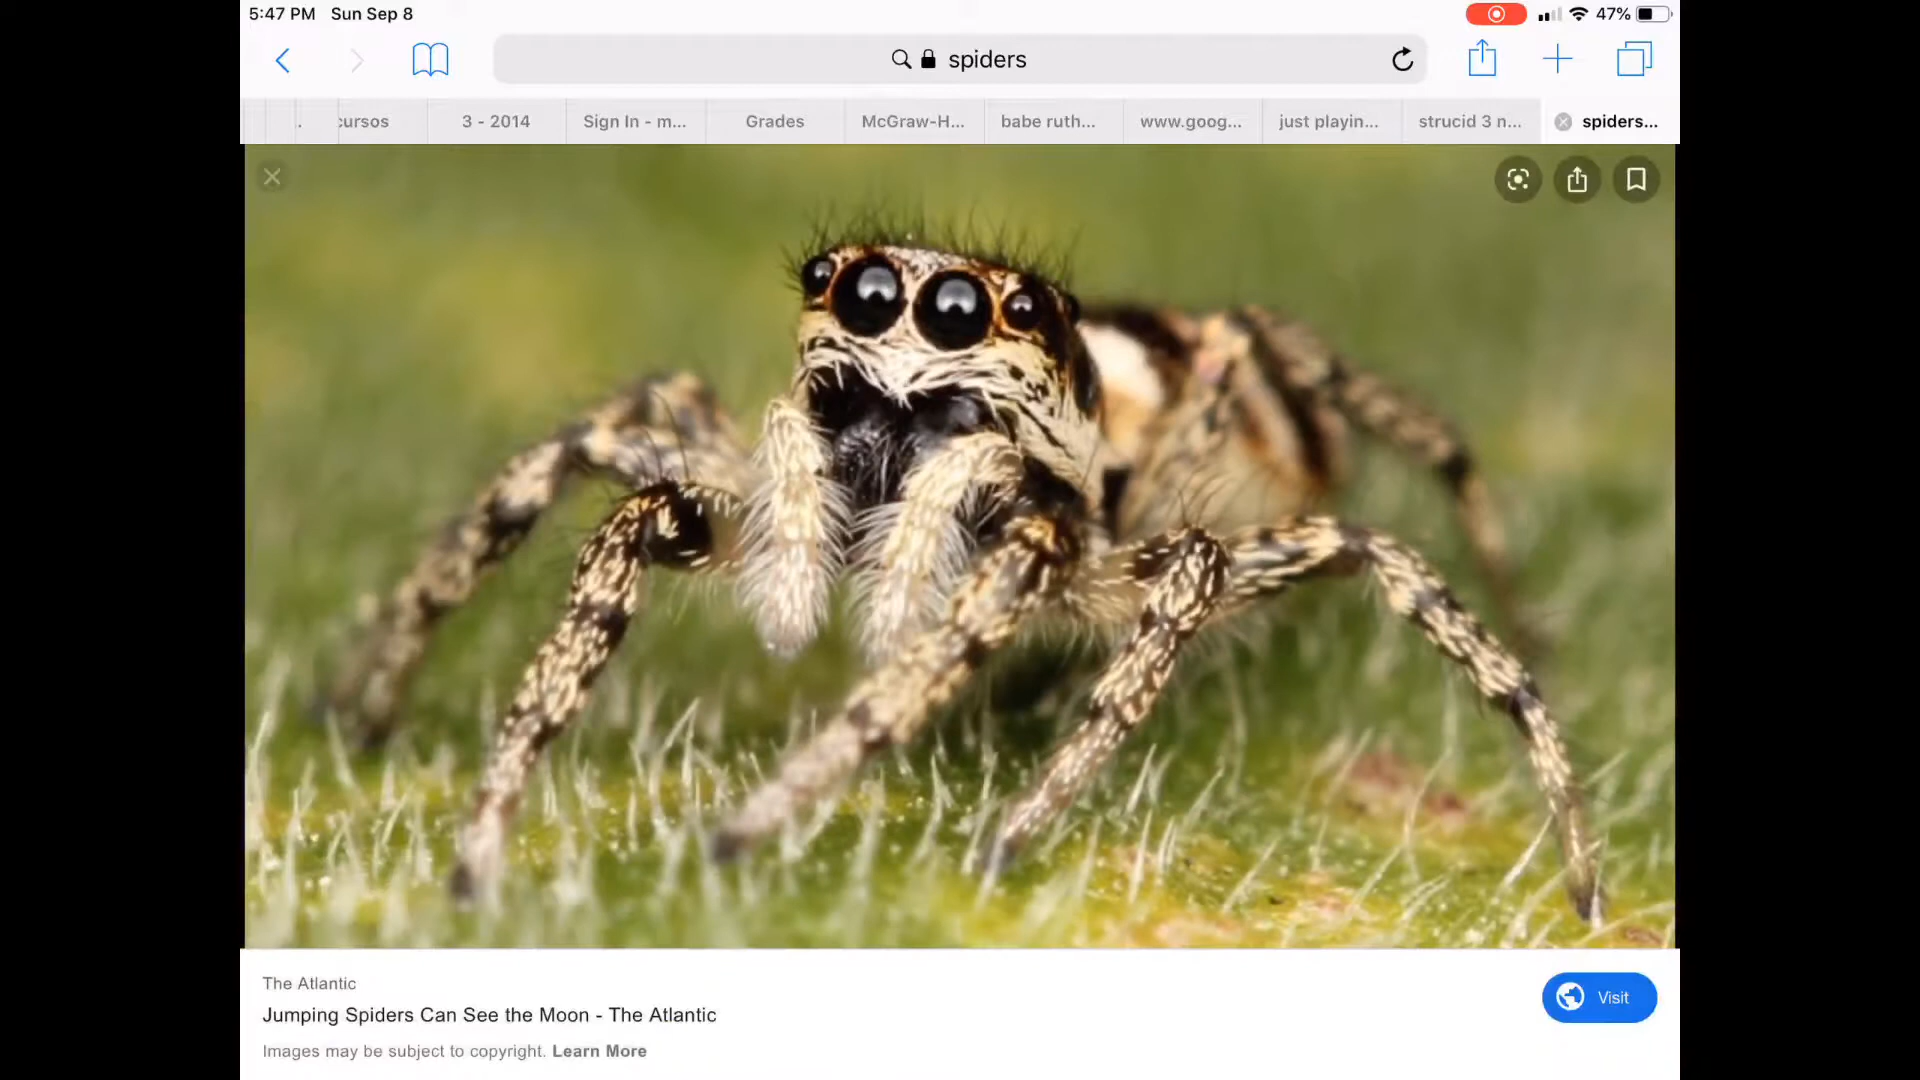 5:47 PM Sun Sep 8
47%
spiders
cursos
3 - 2014
Sign In - m...
Grades
McGraw-H...
babe ruth...
www.goog...
just playin...
strucid 3 n...
spiders...
The Atlantic
Jumping Spiders Can See the Moon - The Atlantic
Visit
Images may be subject to copyright. Learn More